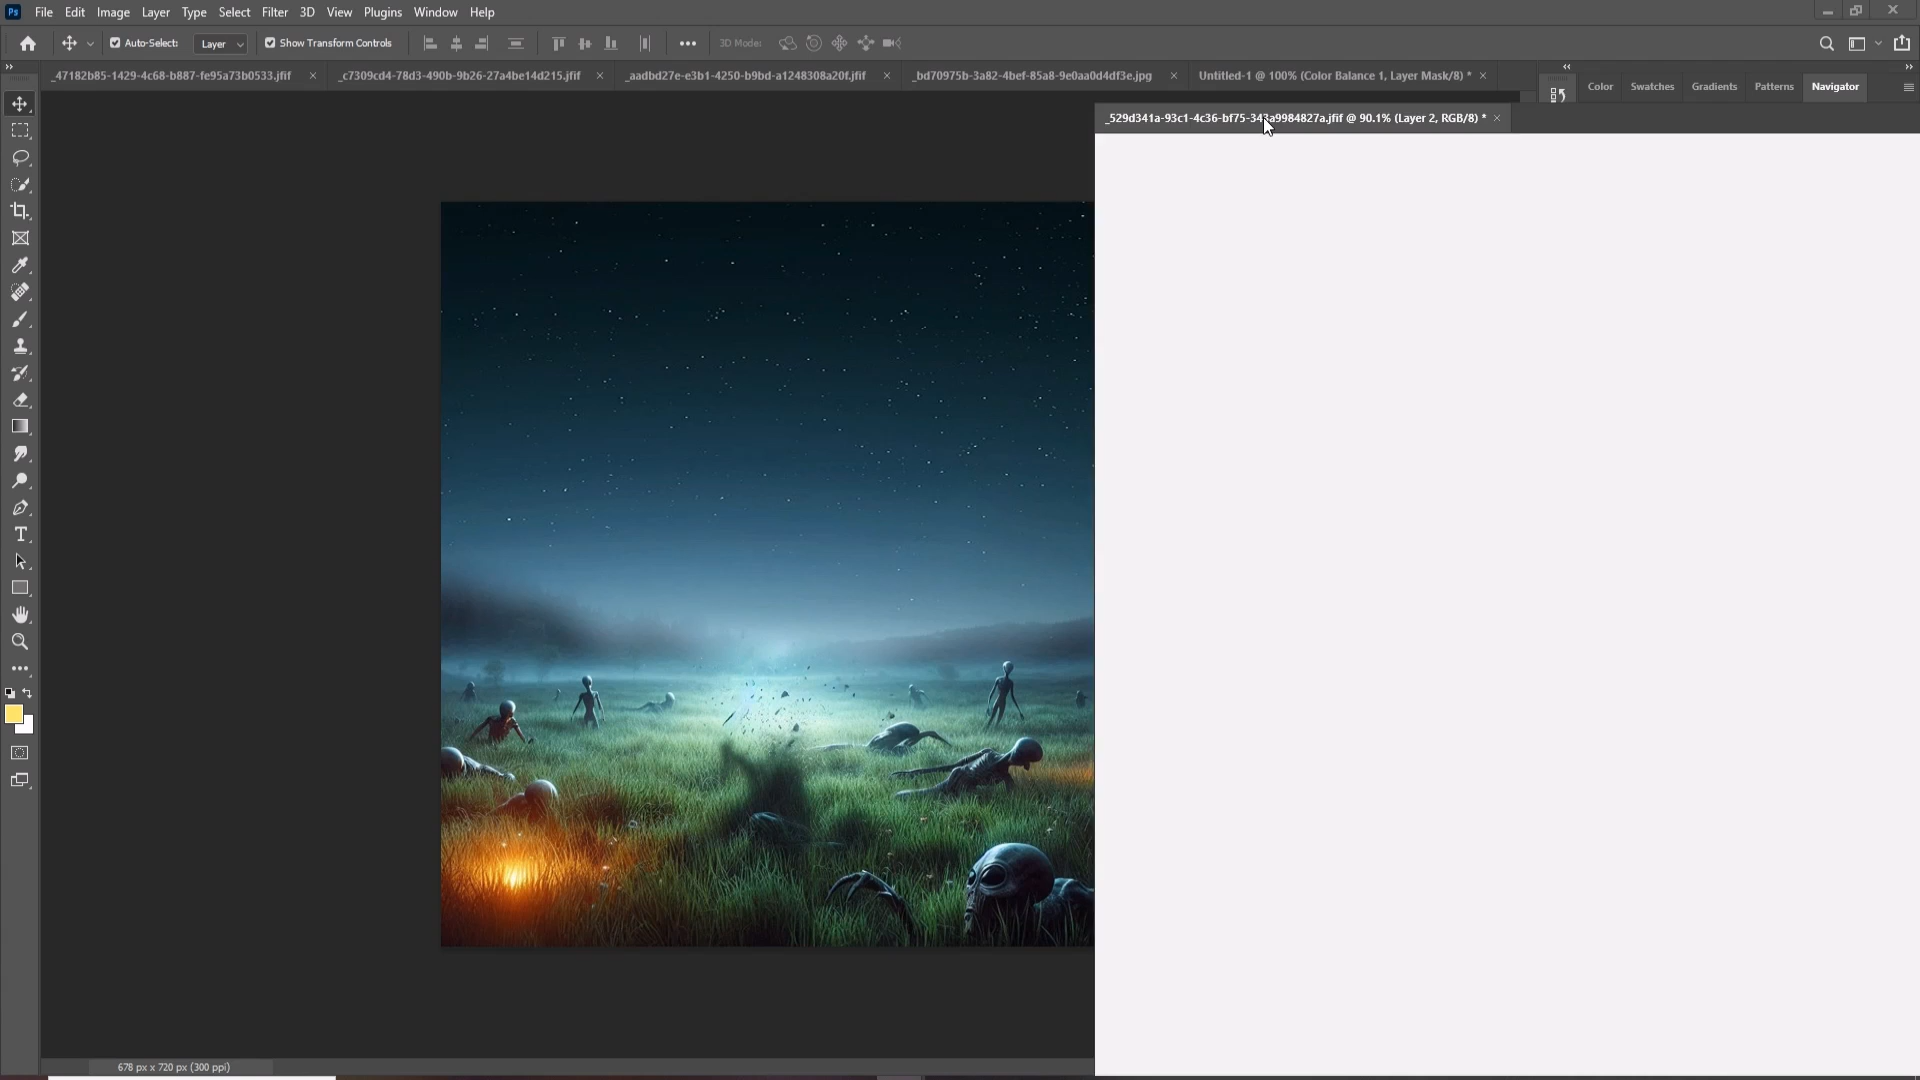 Ps File Edit Image Layer Type Select Filter 3D View Plugins Window Help
Auto-Select: Layer Show Transform Controls 3D Mode:
_47182b85-1429-4c68-b887-fe95a73b0533.jfif × _c7309cd4-78d3-490b-9b26-27a4be14d215.jfif × _aadbd27e-e3b1-4250-b9bd-a1248308a20f.jfif × _bd70975b-3a82-4bef-85a8-9e0aa0d4df3e.jpg × Untitled-1 @ 100% (Color Balance 1, Layer Mask/8) * ×
Color Swatches Gradients Patterns Navigator
_529d341a-93c1-4c36-bf75-343a9984827a.jfif @ 90.1% (Layer 2, RGB/8) * ×
678 px x 720 px (300 ppi)